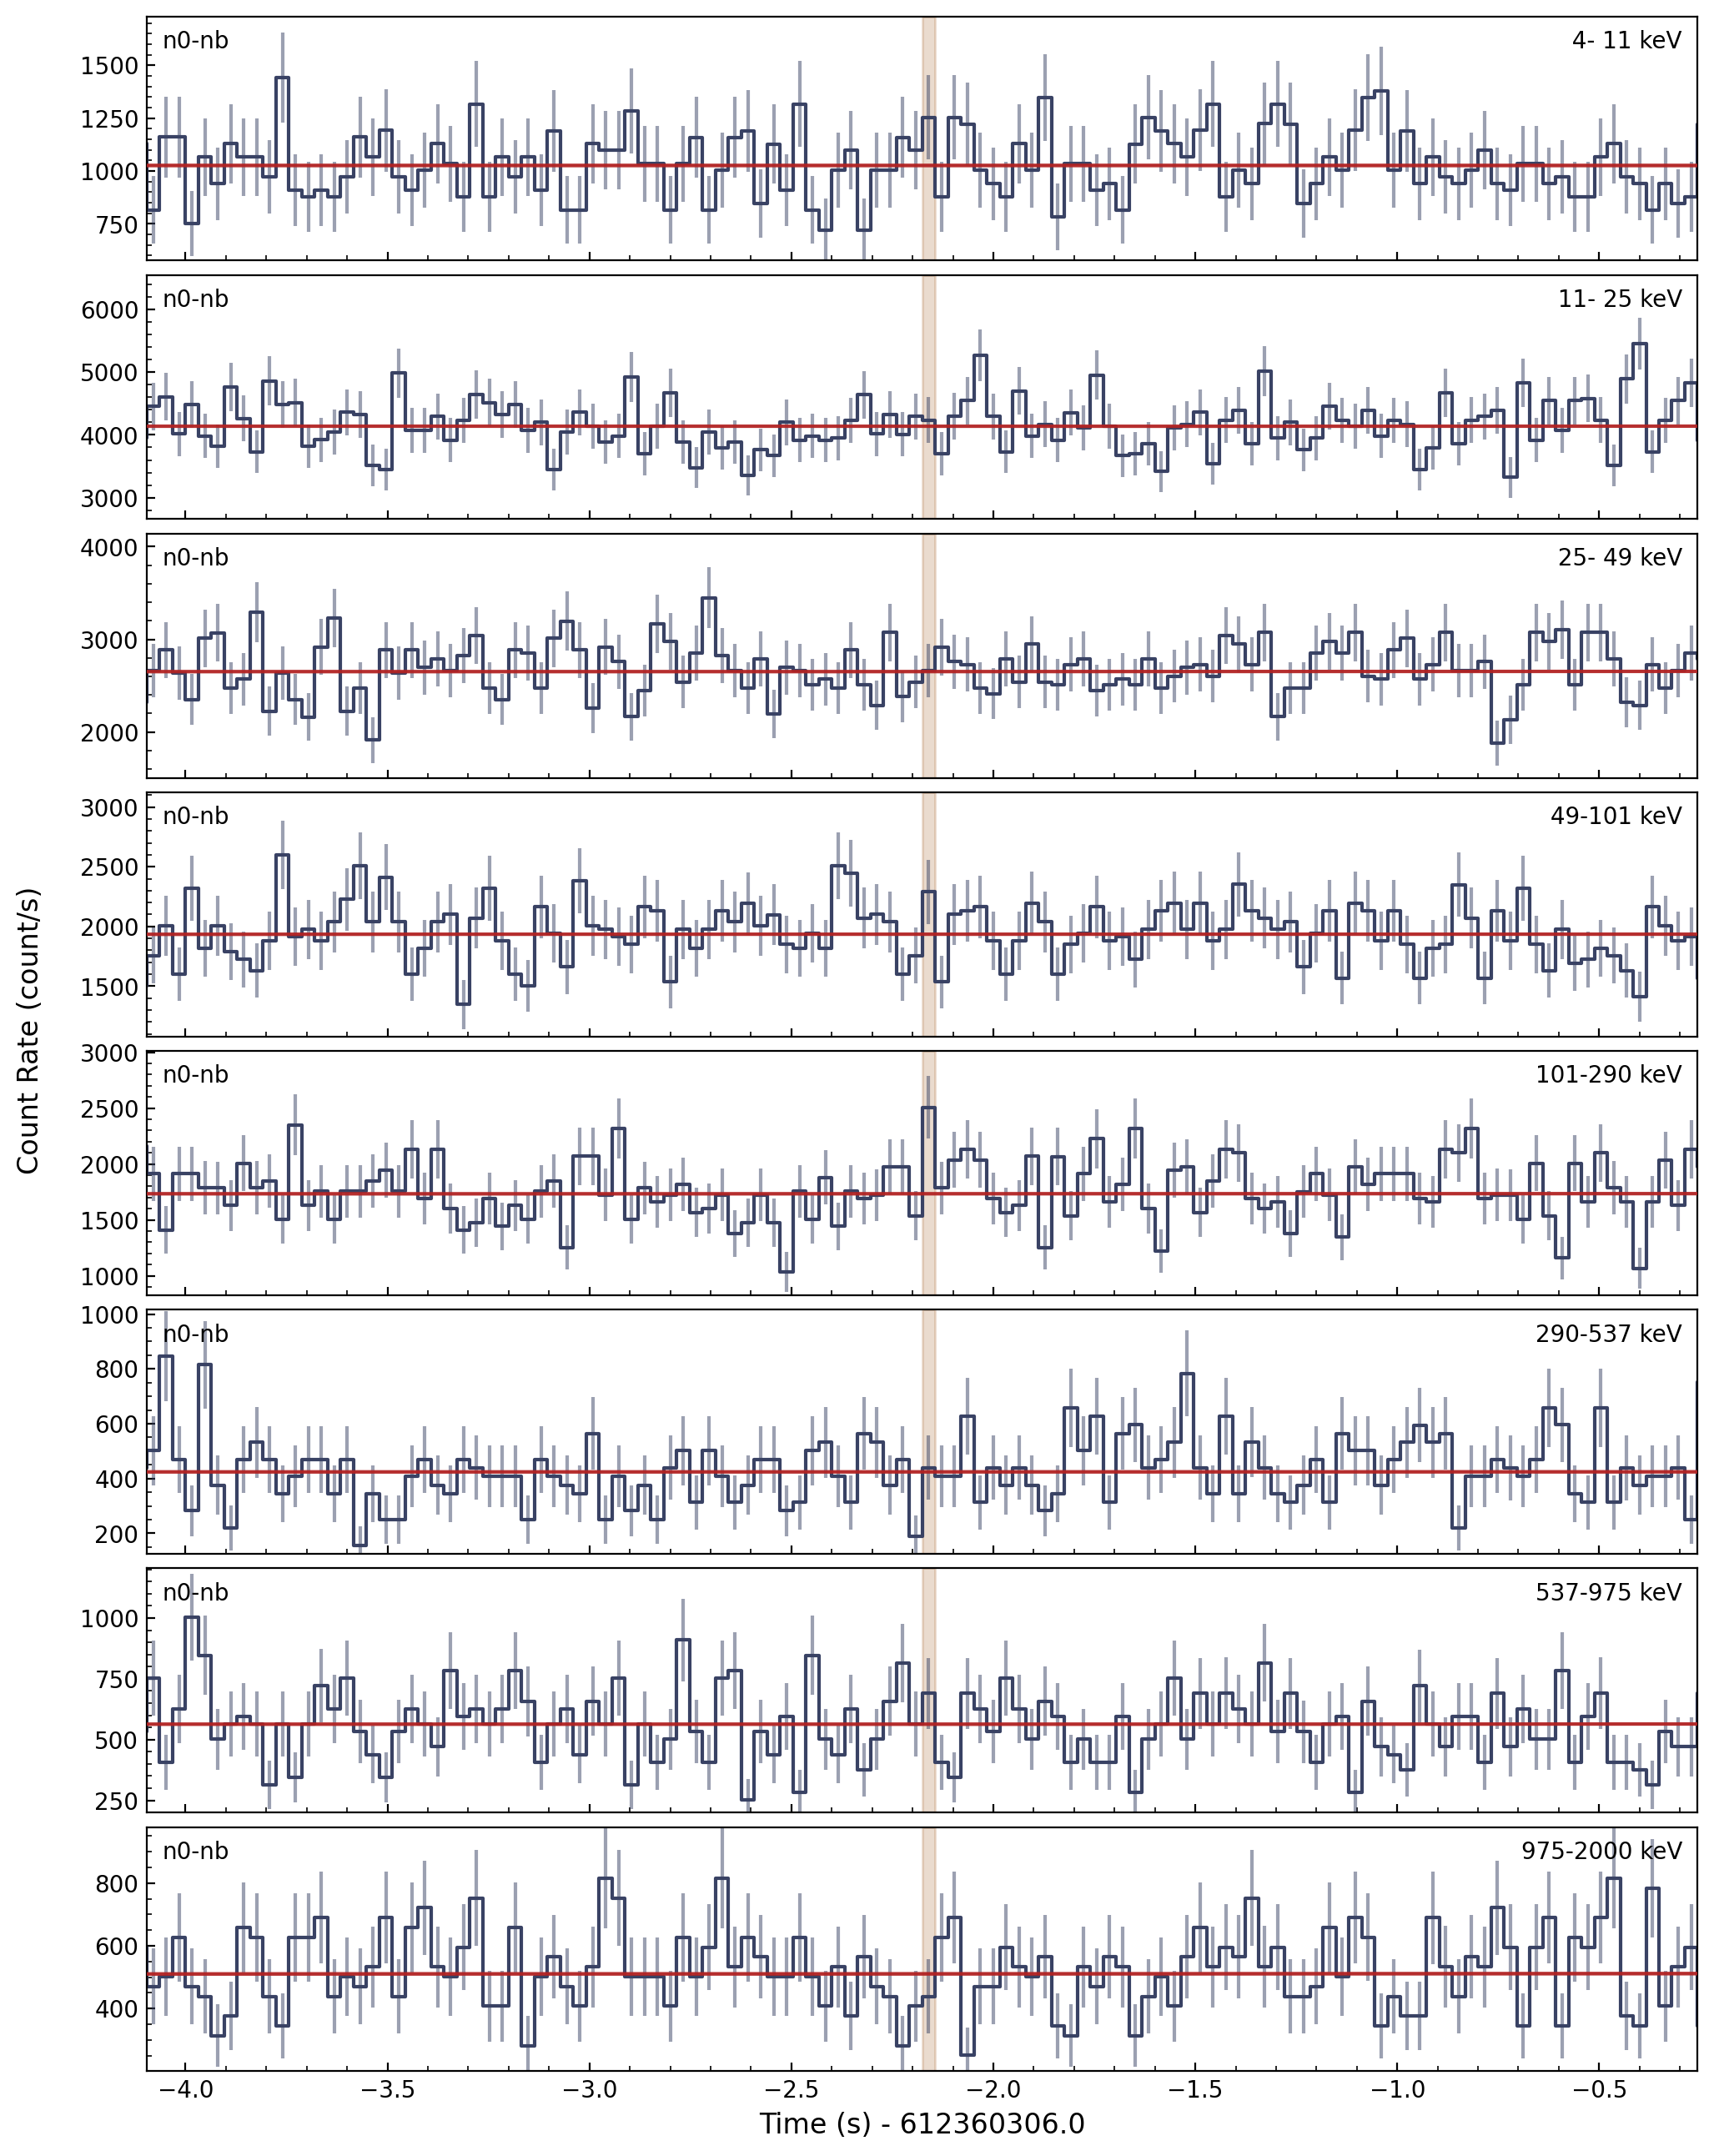 n0-nb 4- 11 keV
1500
1250
1000
750
n0-nb 11- 25 keV
6000
5000
4000
3000
n0-nb 25- 49 keV
4000
3000
2000
n0-nb 49-101 keV
3000
2500
2000
1500
n0-nb 101-290 keV
3000
2500
2000
1500
1000
n0-nb 290-537 keV
1000
800
600
400
200
n0-nb 537-975 keV
1000
750
500
250
n0-nb 975-2000 keV
800
600
400
−4.0 −3.5 −3.0 −2.5 −2.0 −1.5 −1.0 −0.5
Time (s) - 612360306.0
Count Rate (count/s)